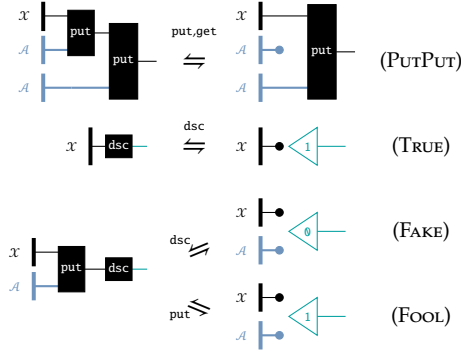 𝒳 put 𝒳
𝒜 put put,get ⇌ 𝒜 put (PutPut)
𝒜 𝒜
𝒳 dsc dsc ⇌ 𝒳 1 (True)
𝒳 0 (Fake)
𝒳 put dsc dsc ⇌ 𝒜
𝒜
put ⇌ 𝒳 1 (Fool)
𝒜